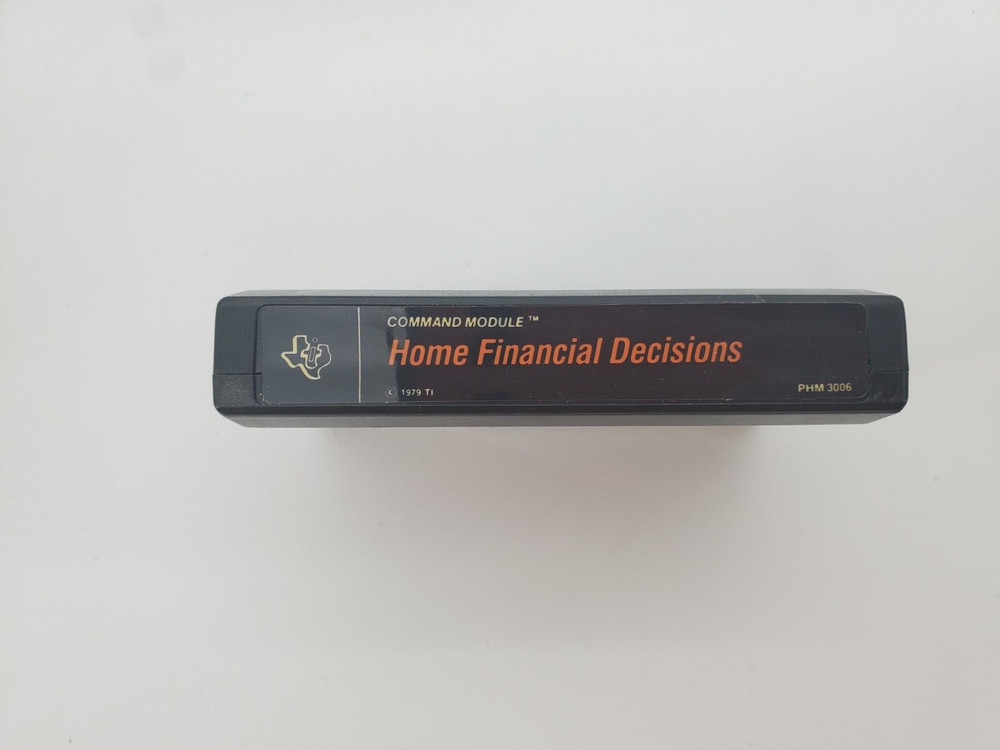 COMMAND MODULE™
Home Financial Decisions
© 1979 TI
PHM 3006